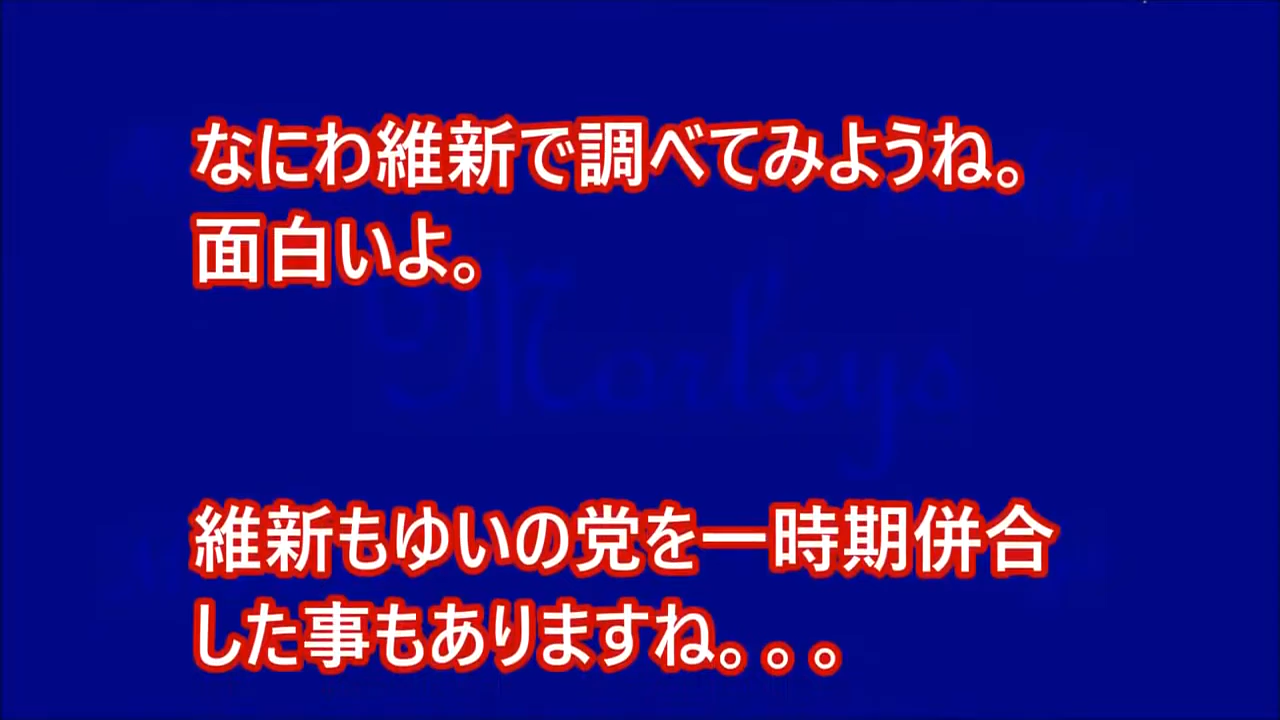 なにわ維新で調べてみようね。
面白いよ。
Morleys
維新もゆいの党を一時期併合
した事もありますね。。。